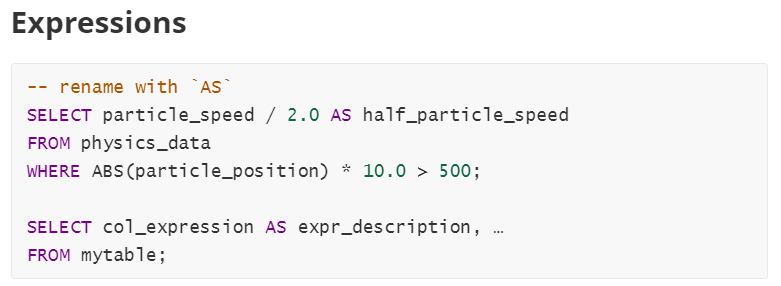 Expressions
-- rename with `AS`
SELECT particle_speed / 2.0 AS half_particle_speed
FROM physics_data
WHERE ABS(particle_position) * 10.0 > 500;
SELECT col_expression AS expr_description, …
FROM mytable;